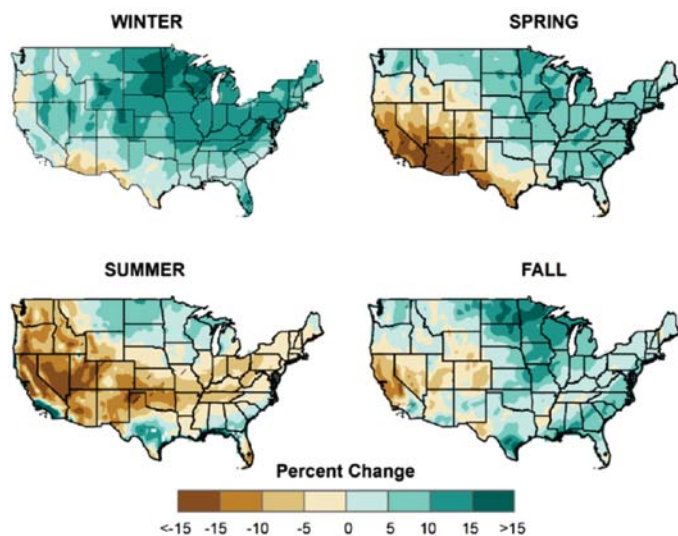 WINTER
SPRING
SUMMER
FALL
Percent Change
<-15 -15 -10 -5 0 5 10 15 >15